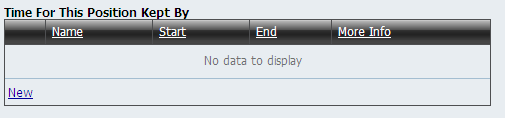 Time For This Position Kept By
Name Start End More Info
No data to display
New